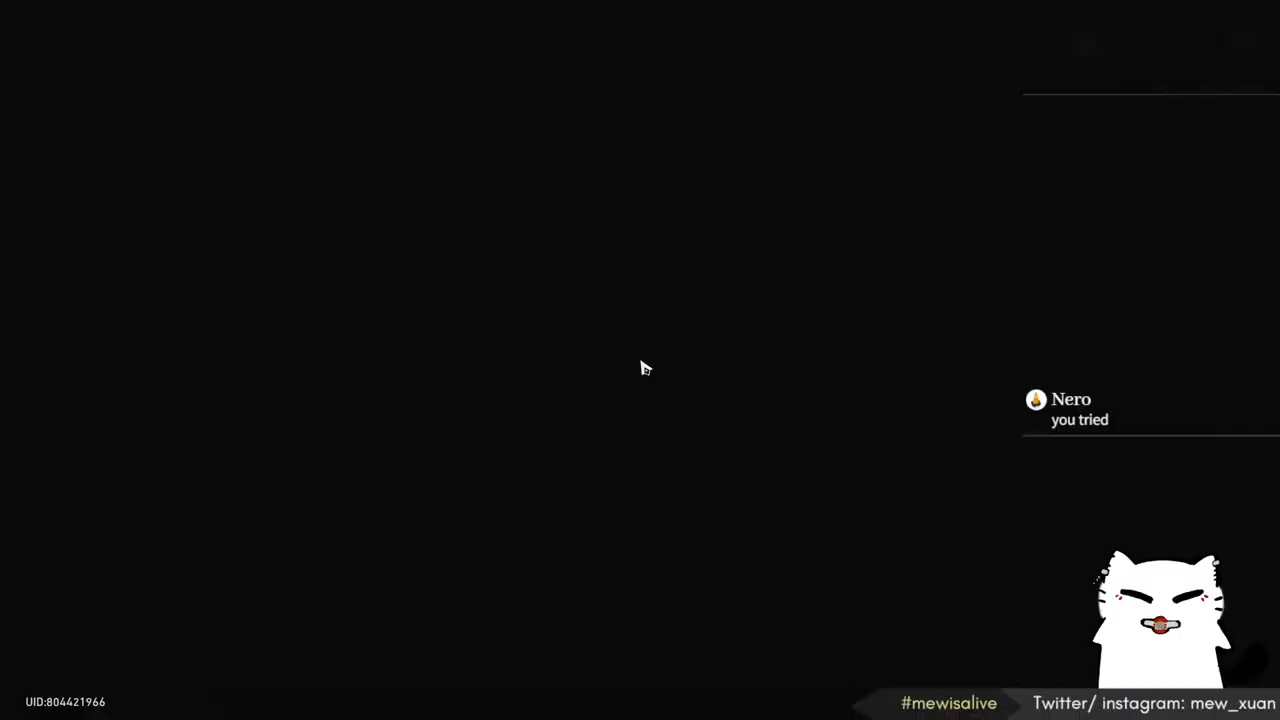 Nero
you tried
UID:804421966
#mewisalive
Twitter/ instagram: mew_xuan